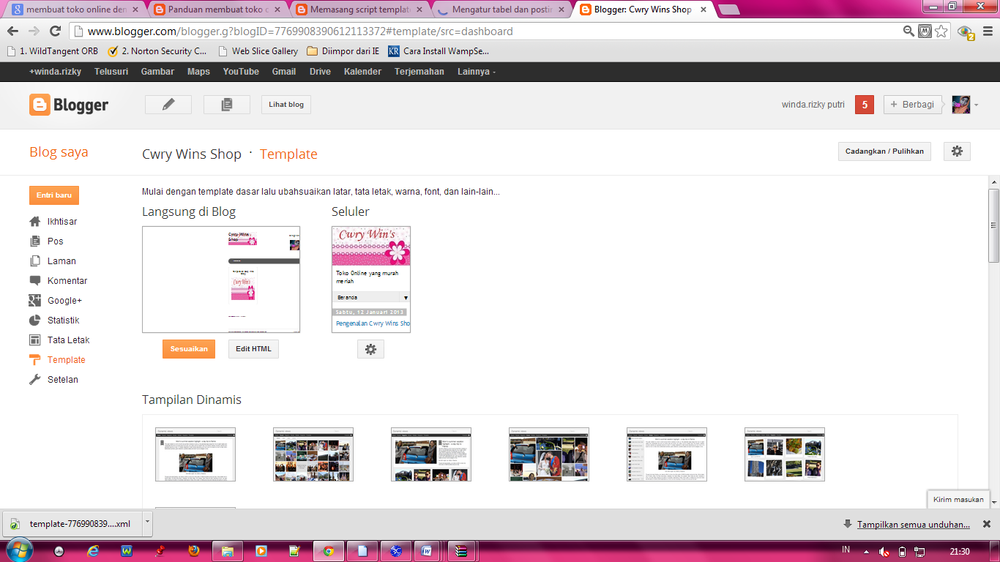 membuat toko online den
Panduan membuat toko o
Memasang script templat
Mengatur tabel dan postin
Blogger: Cwry Wins Shop
www.blogger.com/blogger.g?blogID=7769908390612113372#template/src=dashboard
2
1. WildTangent ORB
2. Norton Security C...
Web Slice Gallery
Diimpor dari IE
KR
Cara Install WampSe...
+winda.rizky
Telusuri
Gambar
Maps
YouTube
Gmail
Drive
Kalender
Terjemahan
Lainnya
Blogger
Lihat blog
winda.rizky putri
5
+ Berbagi
Blog saya
Cwry Wins Shop · Template
Cadangkan / Pulihkan
Entri baru
Ikhtisar
Pos
Laman
Komentar
Google+
Statistik
Tata Letak
Template
Setelan
Mulai dengan template dasar lalu ubahsuaikan latar, tata letak, warna, font, dan lain-lain...
Langsung di Blog
Seluler
Cwry Wins
Shop
Cwry Win's
Cwry Win's
Toko Online yang murah
meriah
Beranda
Sabtu, 12 Januari 2013
Pengenalan Cwry Wins Sho
Sesuaikan
Edit HTML
Tampilan Dinamis
Kirim masukan
template-776990839....xml
Tampilkan semua unduhan...
IN
21:30